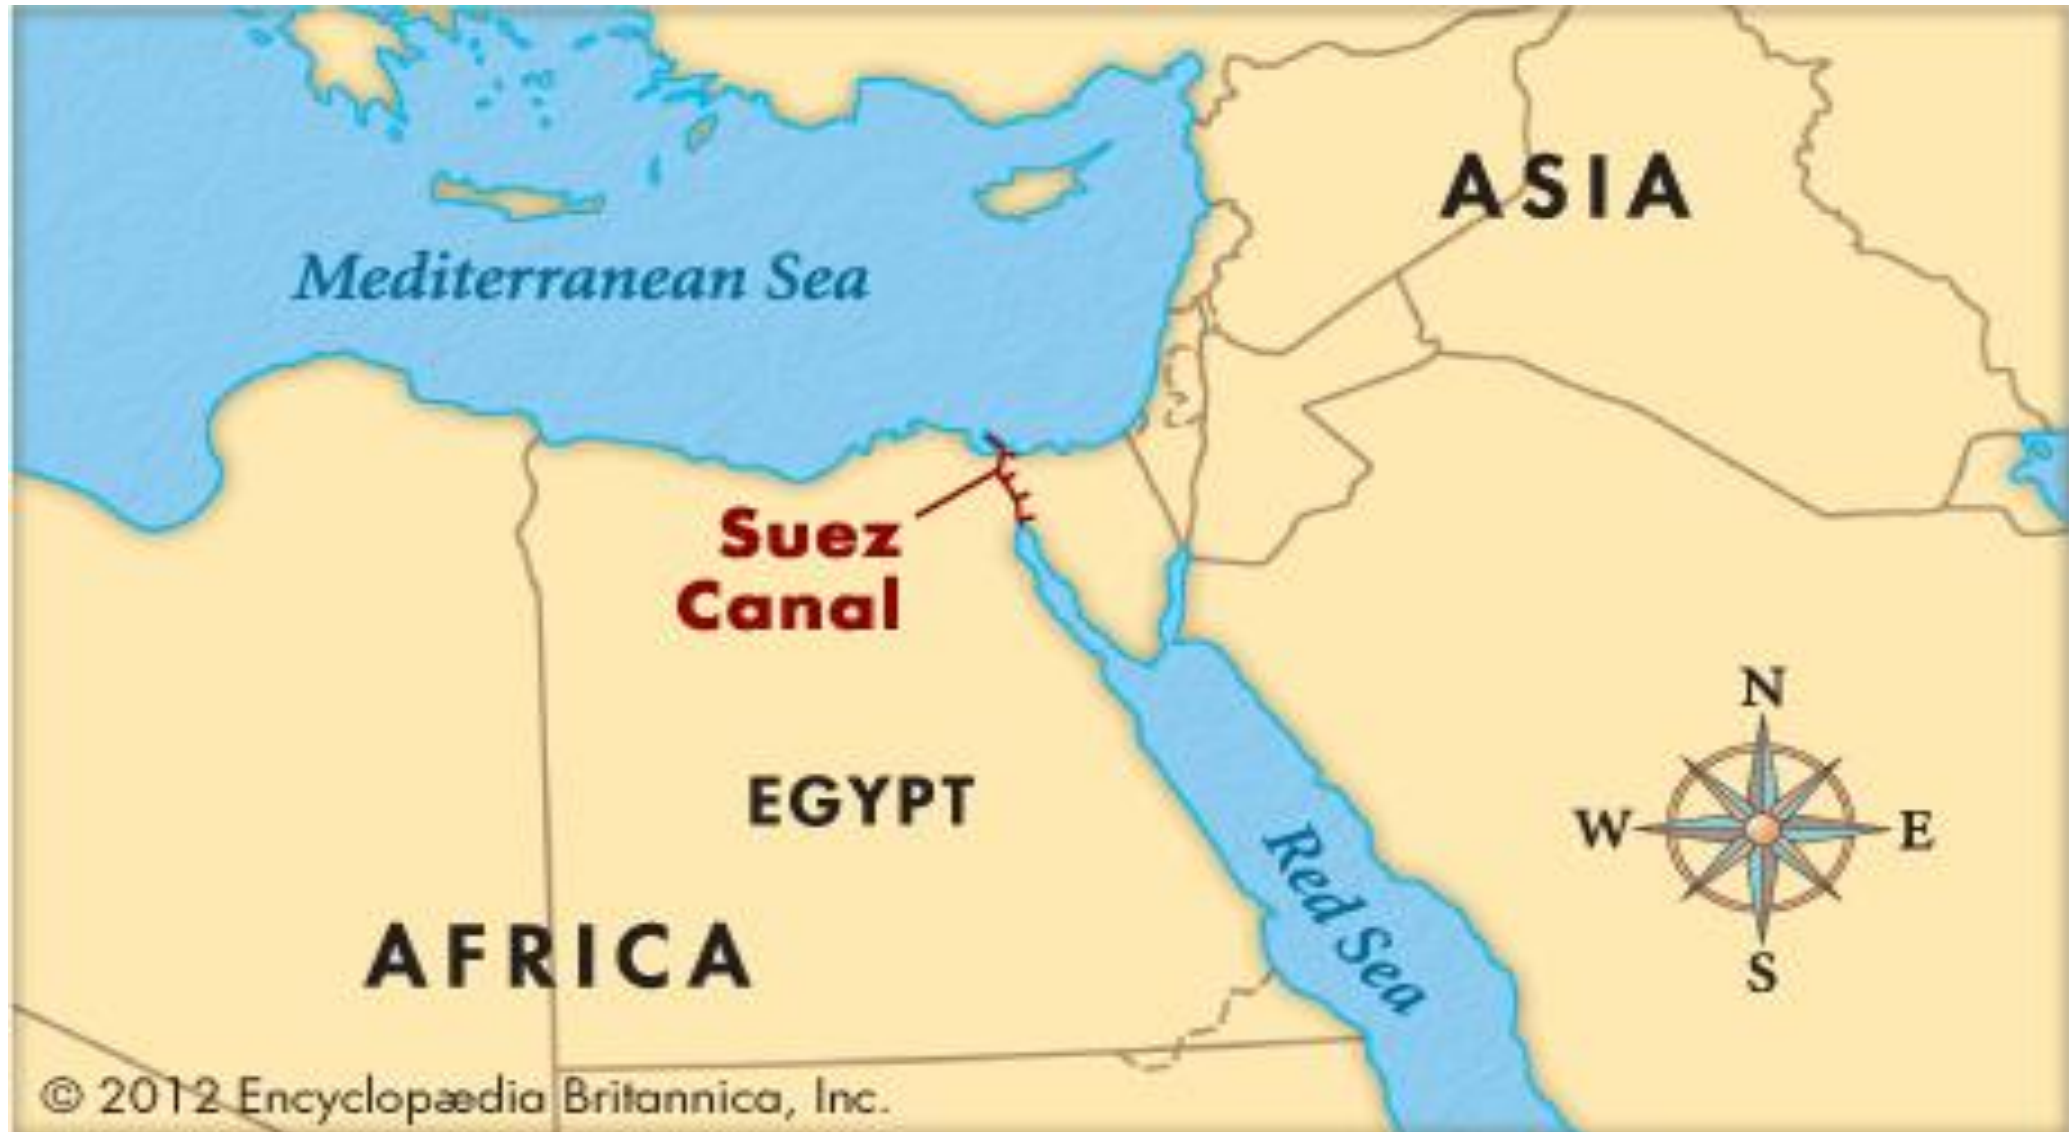 ASIA
Mediterranean Sea
Suez
Canal
N
W
E
EGYPT
Red Sea
AFRICA
S
© 2012 Encyclopædia Britannica, Inc.